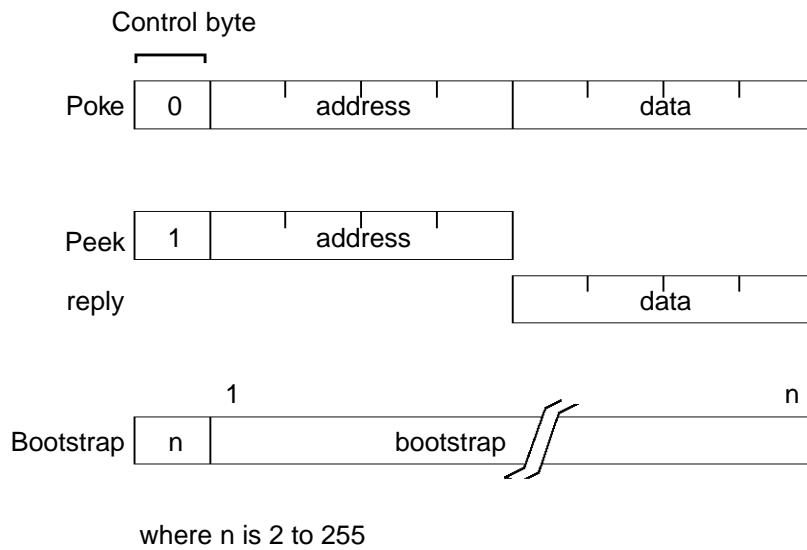 Control byte
Poke 0 address data
Peek 1 address
reply data
1 n
Bootstrap n bootstrap
where n is 2 to 255